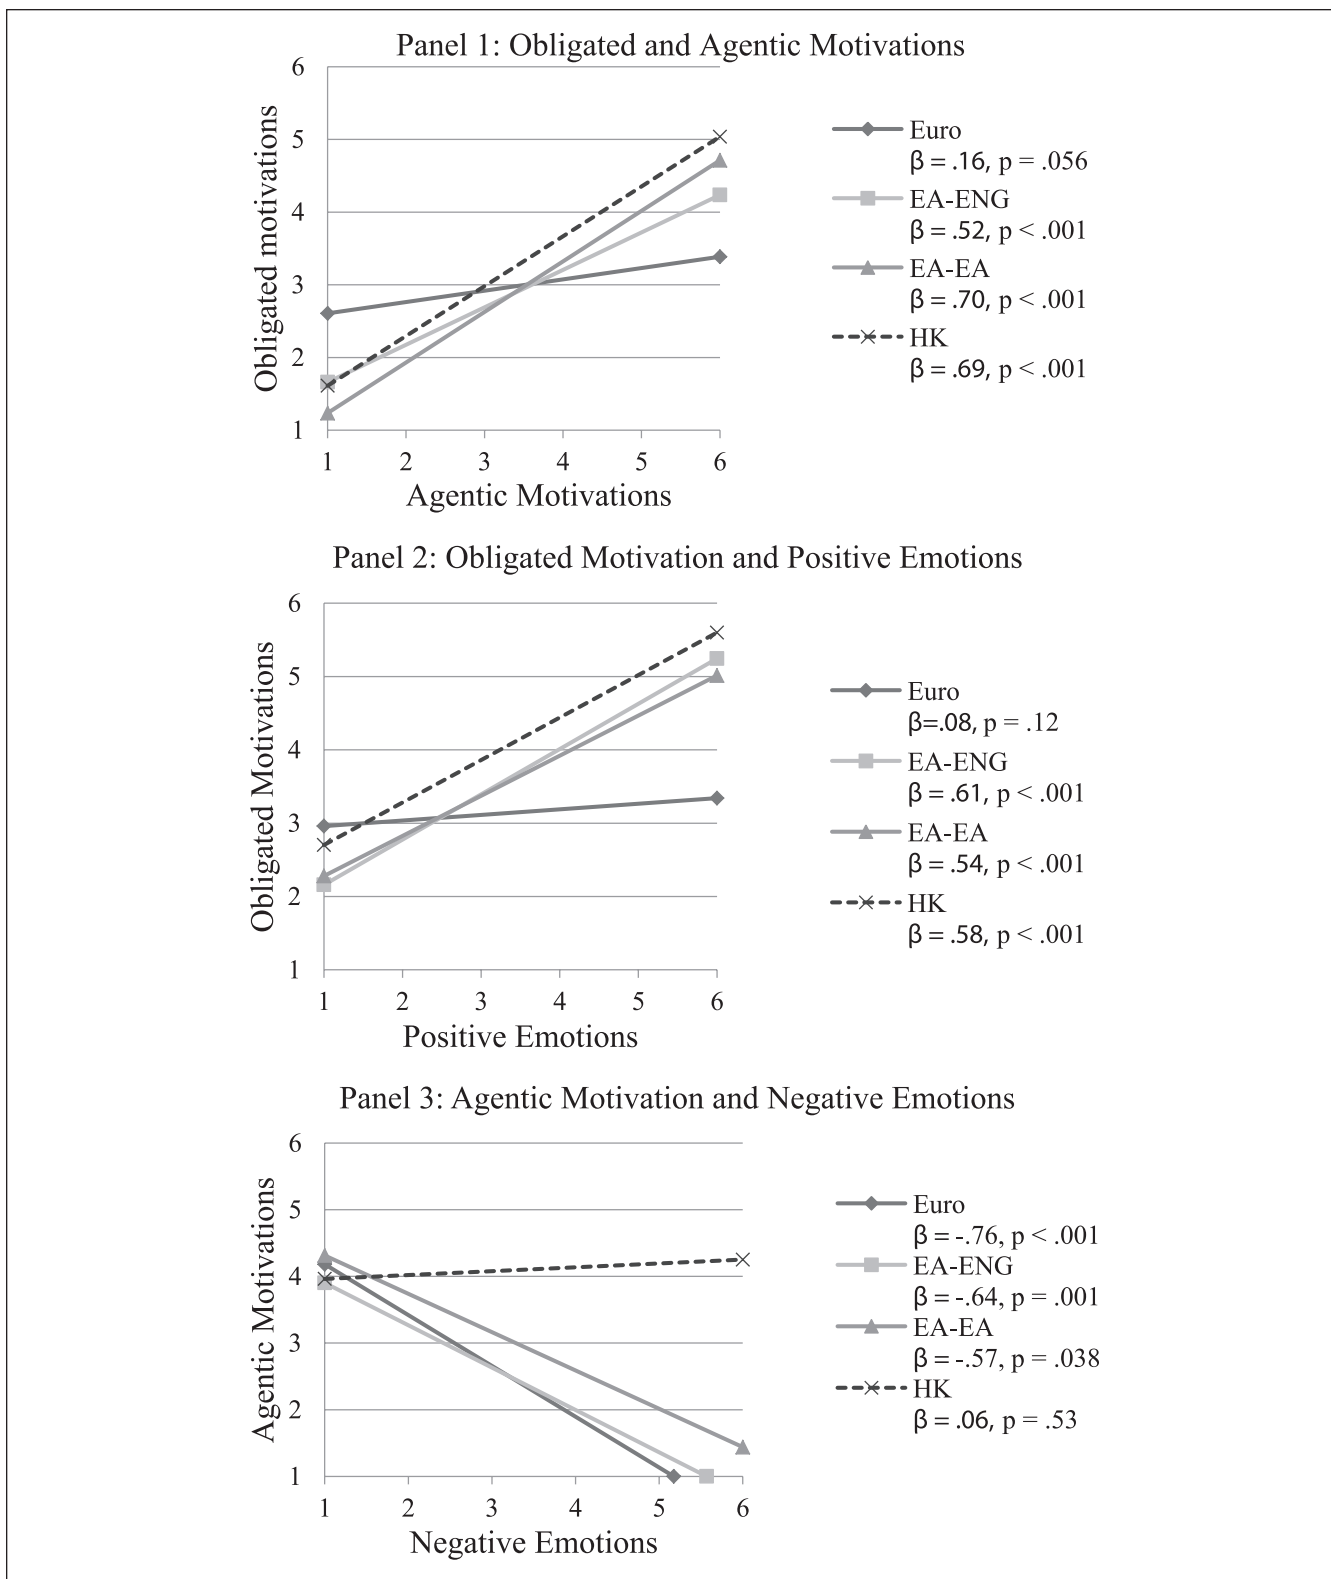 Panel 1: Obligated and Agentic Motivations
6
5
4
3
2
1
Obligated motivations
1 2 3 4 5 6
Agentic Motivations
Euro
β = .16, p = .056
EA-ENG
β = .52, p < .001
EA-EA
β = .70, p < .001
HK
β = .69, p < .001
Panel 2: Obligated Motivation and Positive Emotions
6
5
4
3
2
1
Obligated Motivations
1 2 3 4 5 6
Positive Emotions
Euro
β=.08, p = .12
EA-ENG
β = .61, p < .001
EA-EA
β = .54, p < .001
HK
β = .58, p < .001
Panel 3: Agentic Motivation and Negative Emotions
6
5
4
3
2
1
Agentic Motivations
1 2 3 4 5 6
Negative Emotions
Euro
β = -.76, p < .001
EA-ENG
β = -.64, p = .001
EA-EA
β = -.57, p = .038
HK
β = .06, p = .53